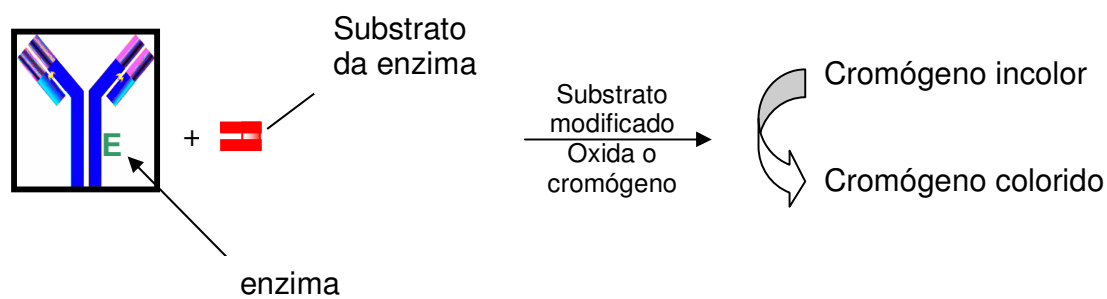 Substrato
da enzima
E
+
enzima
Substrato
modificado
Oxida o
cromógeno
Cromógeno incolor
Cromógeno colorido